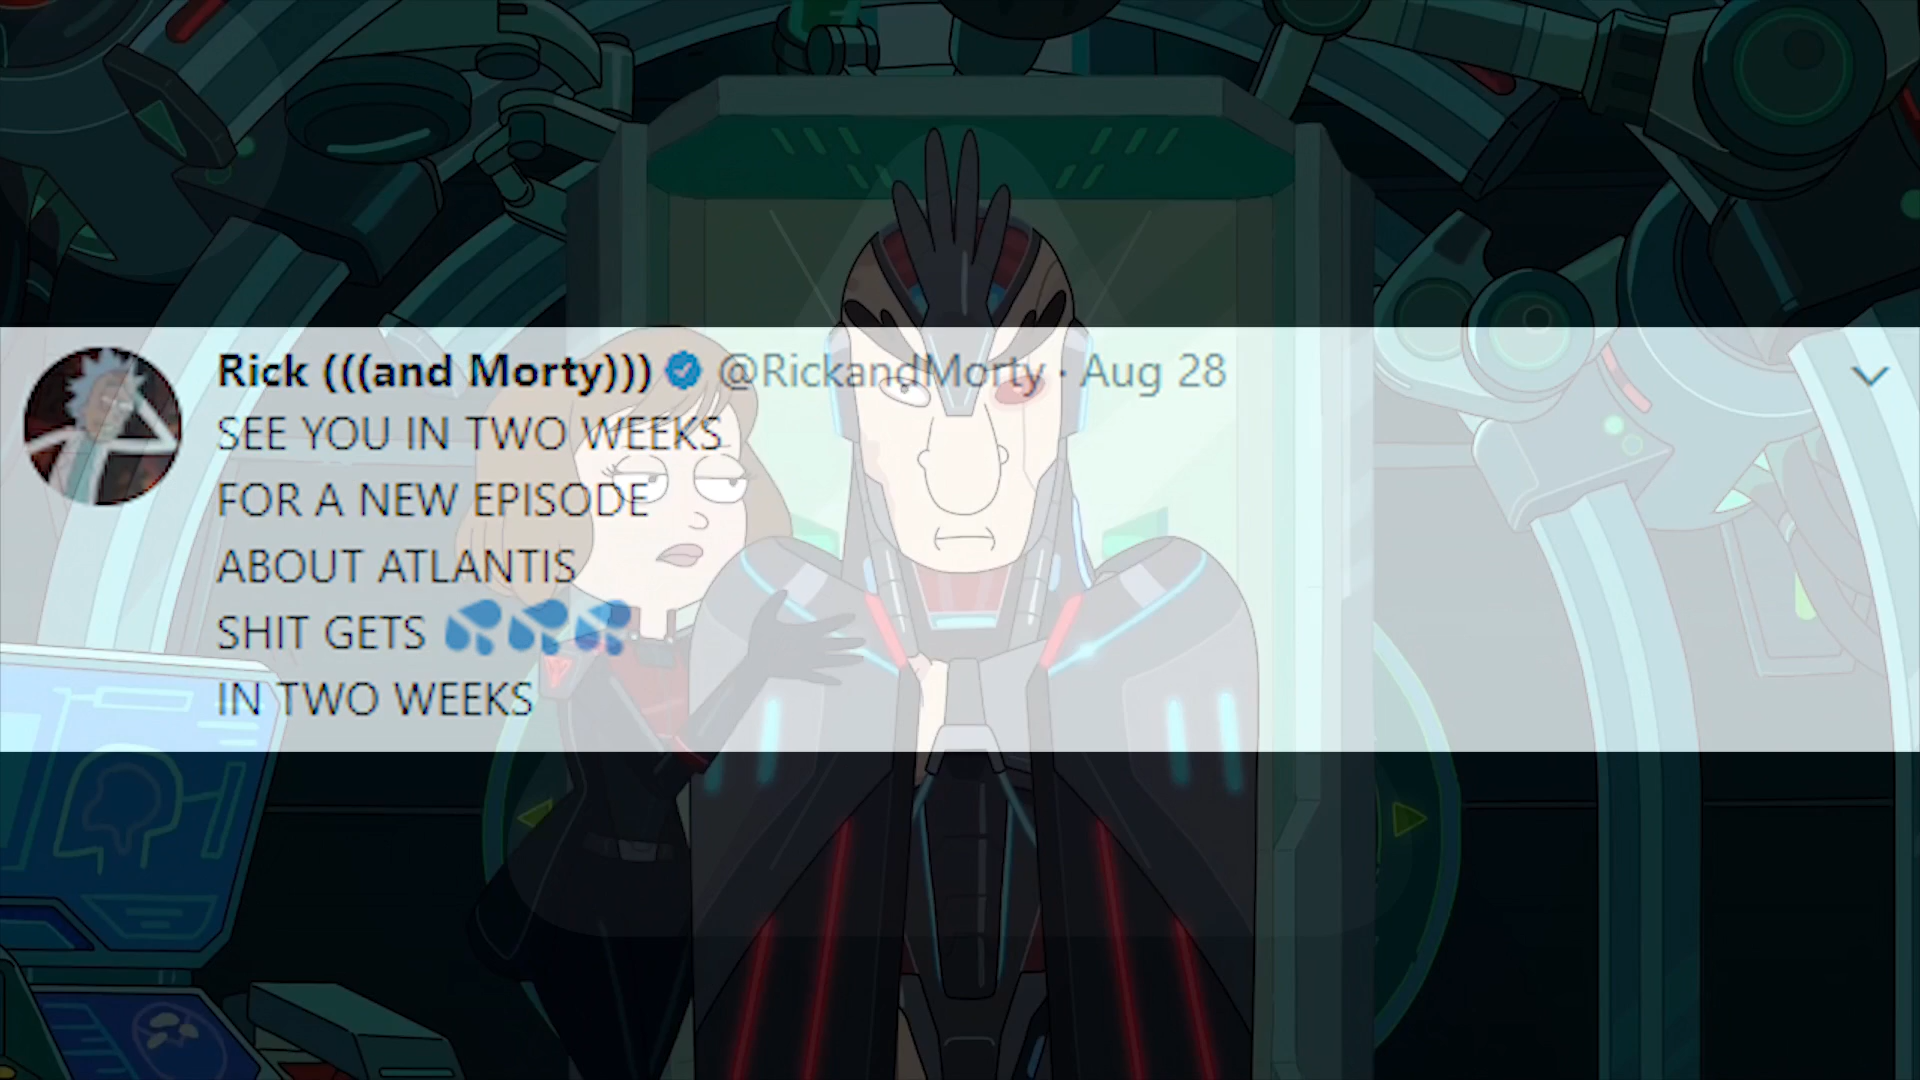 Rick (((and Morty))) @RickandMorty · Aug 28
SEE YOU IN TWO WEEKS
FOR A NEW EPISODE
ABOUT ATLANTIS
SHIT GETS 💦💦💦
IN TWO WEEKS